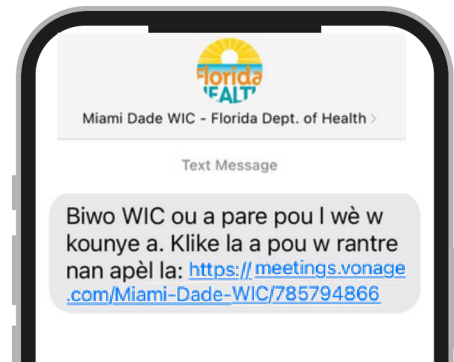 Florida
HEALTH
Miami Dade WIC - Florida Dept. of Health >
Text Message
Biwo WIC ou a pare pou l wè w
kounye a. Klike la a pou w rantre
nan apèl la: https://meetings.vonage
.com/Miami-Dade-WIC/785794866